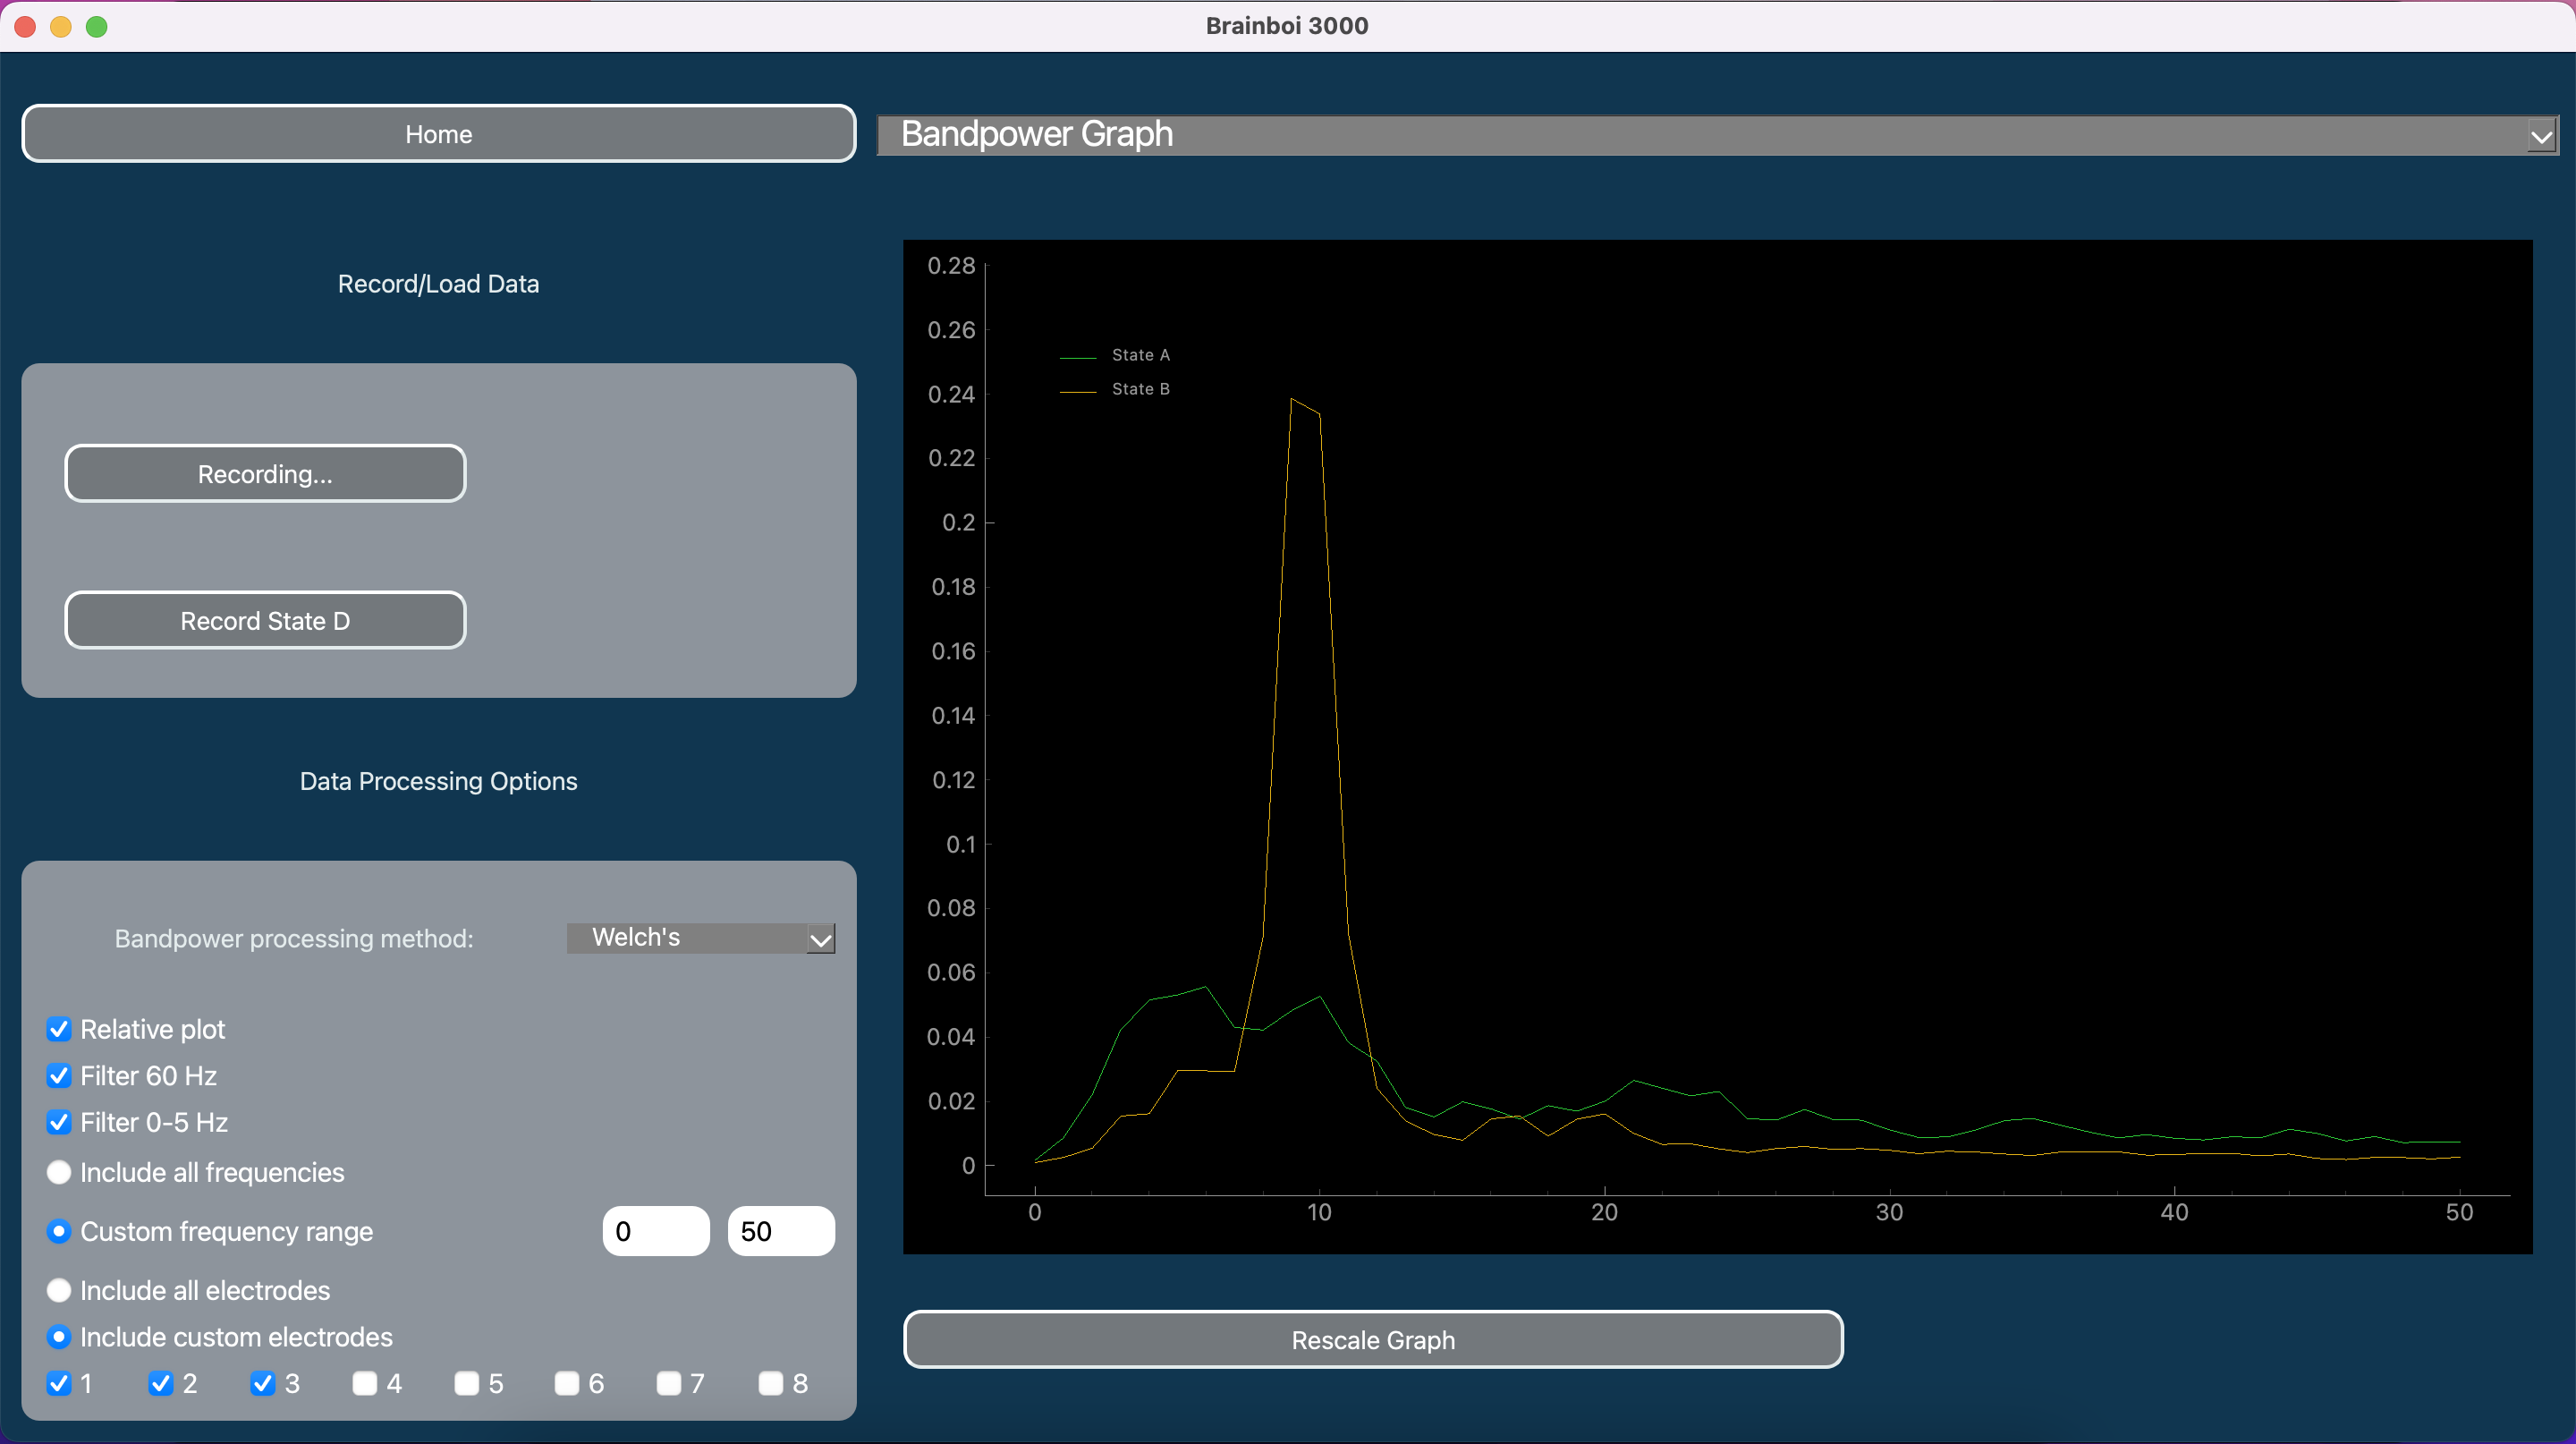 Brainboi 3000
Home
Bandpower Graph
Record/Load Data
Recording...
Record State D
Data Processing Options
Bandpower processing method:
Welch's
Relative plot
Filter 60 Hz
Filter 0-5 Hz
Include all frequencies
Custom frequency range
0
50
Include all electrodes
Include custom electrodes
1 2 3 4 5 6 7 8
0.28
0.26
0.24
0.22
0.2
0.18
0.16
0.14
0.12
0.1
0.08
0.06
0.04
0.02
0
State A
State B
0 10 20 30 40 50
Rescale Graph